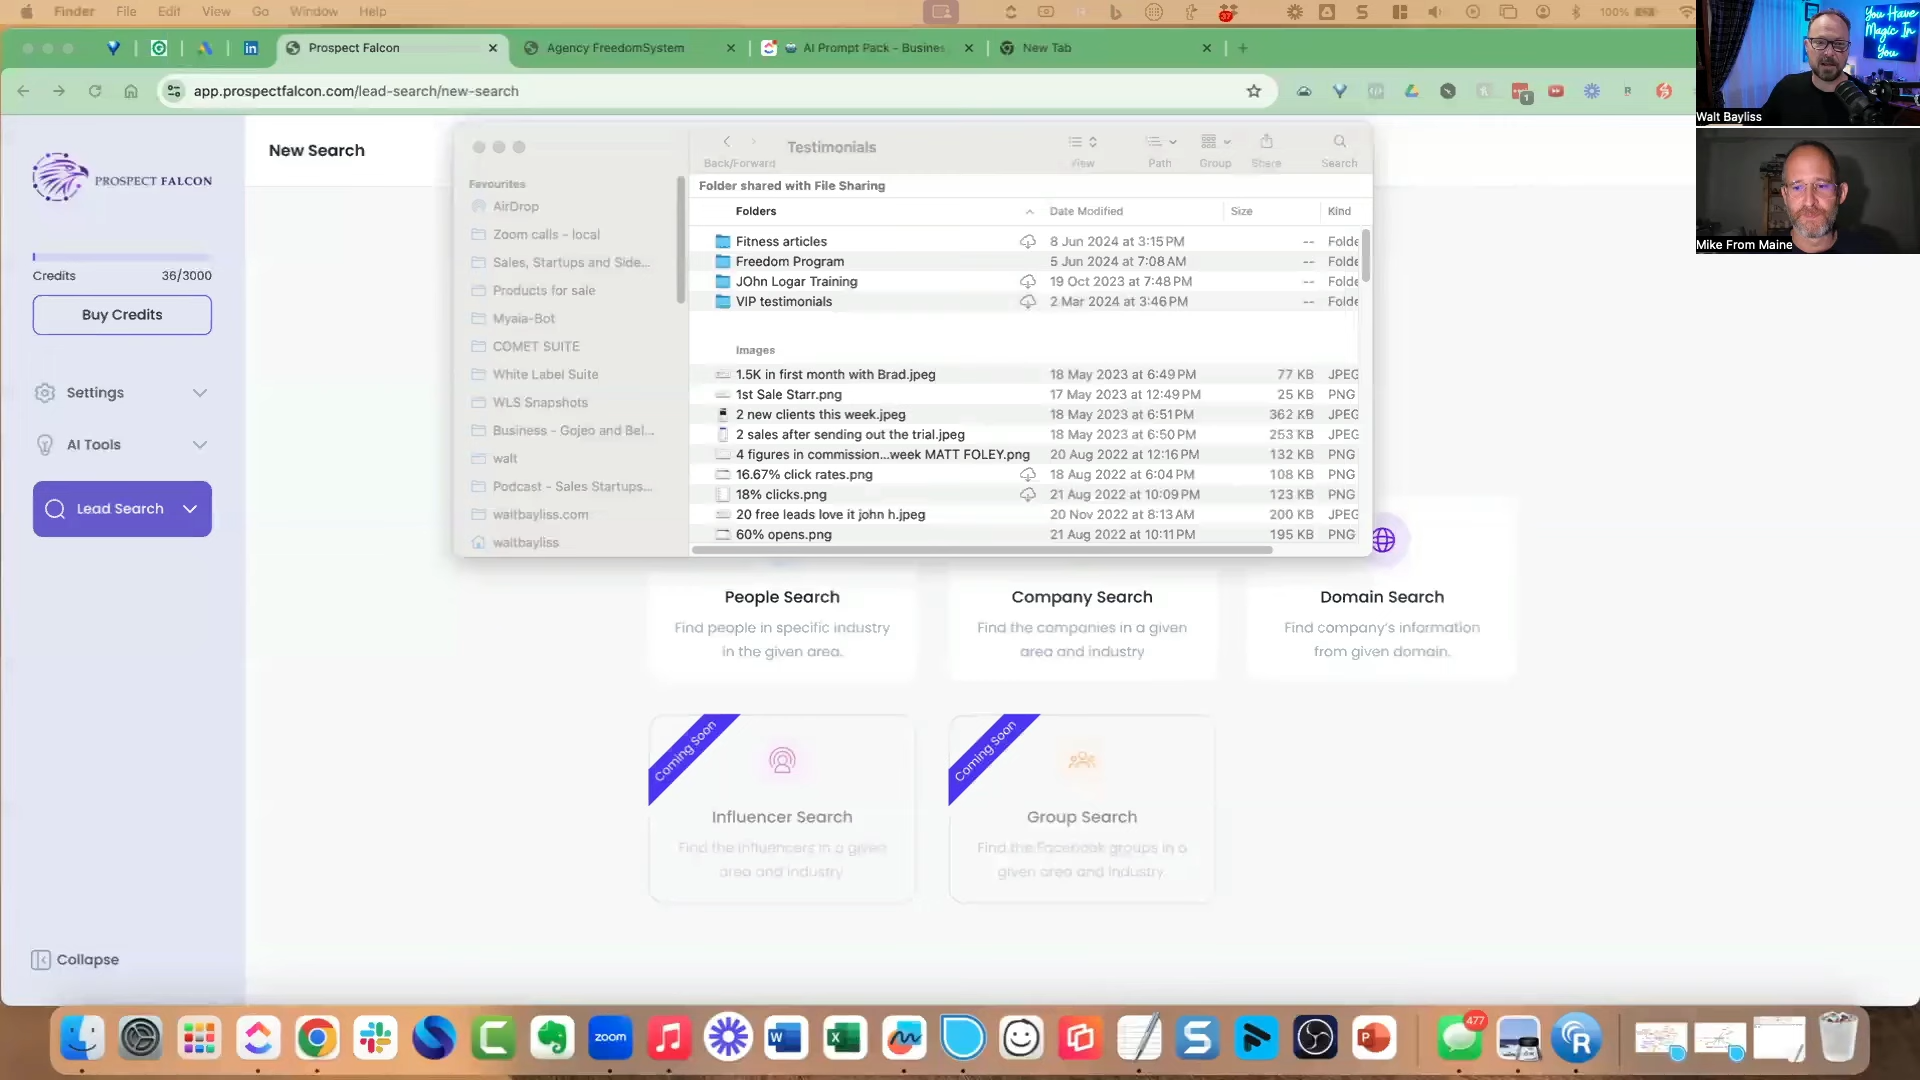 Finder File Edit View Go Window Help
100%
Prospect Falcon
Agency FreedomSystem
AI Prompt Pack - Busines
New Tab
app.prospectfalcon.com/lead-search/new-search
You Have
Magic In
You
Walt Bayliss
Mike From Maine
PROSPECT FALCON
Credits 36/3000
Buy Credits
Settings
AI Tools
Lead Search
Collapse
New Search
Back/Forward
Testimonials
View Path Group Share Search
Favourites
AirDrop
Zoom calls - local
Sales, Startups and Side...
Products for sale
Myaia-Bot
COMET SUITE
White Label Suite
WLS Snapshots
Business - Gojeo and Bel...
walt
Podcast - Sales Startups...
waltbayliss.com
waltbayliss
Folder shared with File Sharing
Folders Date Modified Size Kind
Fitness articles 8 Jun 2024 at 3:15 PM -- Folde
Freedom Program 5 Jun 2024 at 7:08 AM -- Folde
JOhn Logar Training 19 Oct 2023 at 7:48 PM -- Folde
VIP testimonials 2 Mar 2024 at 3:46 PM -- Folde
Images
1.5K in first month with Brad.jpeg 18 May 2023 at 6:49 PM 77 KB JPEG
1st Sale Starr.png 17 May 2023 at 12:49 PM 25 KB PNG
2 new clients this week.jpeg 18 May 2023 at 6:51 PM 362 KB JPEG
2 sales after sending out the trial.jpeg 18 May 2023 at 6:50 PM 253 KB JPEG
4 figures in commission...week MATT FOLEY.png 20 Aug 2022 at 12:16 PM 132 KB PNG
16.67% click rates.png 18 Aug 2022 at 6:04 PM 108 KB PNG
18% clicks.png 21 Aug 2022 at 10:09 PM 123 KB PNG
20 free leads love it john h.jpeg 20 Nov 2022 at 8:13 AM 200 KB JPEG
60% opens.png 21 Aug 2022 at 10:11 PM 195 KB PNG
People Search
Find people in specific industry
in the given area.
Company Search
Find the companies in a given
area and industry
Domain Search
Find company's information
from given domain.
Coming Soon
Influencer Search
Find the influencers in a given
area and industry
Coming Soon
Group Search
Find the Facebook groups in a
given area and industry.
zoom
477